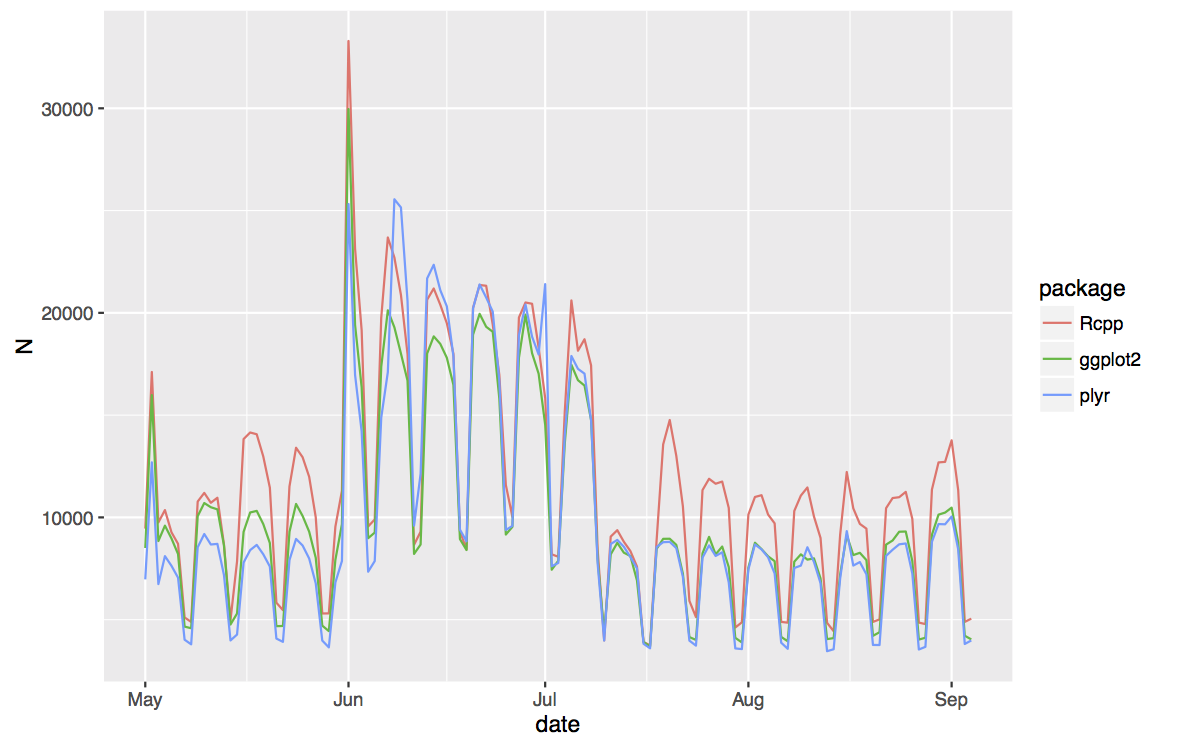 30000
20000
10000
N
May
Jun
Jul
Aug
Sep
date
package
Rcpp
ggplot2
plyr